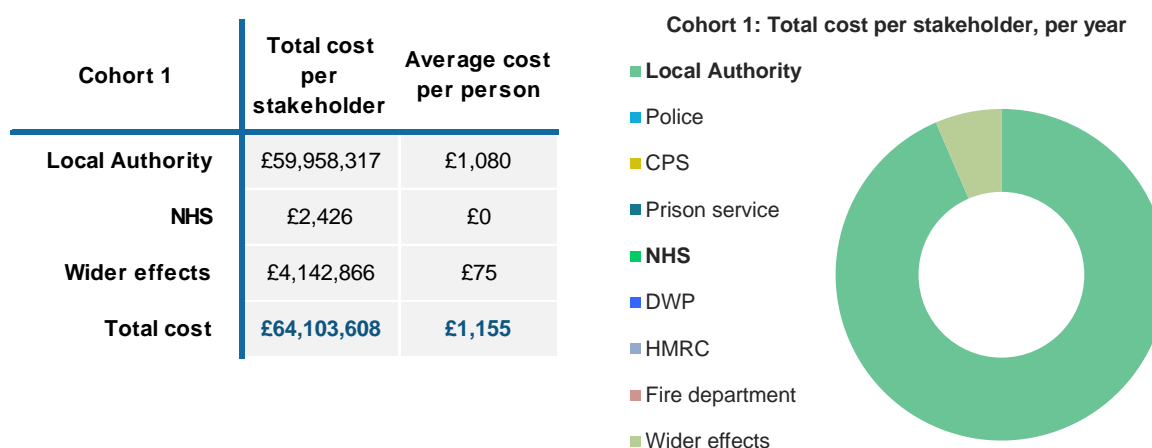 Cohort 1
Total cost
per
stakeholder
Average cost
per person
Local Authority £59,958,317 £1,080
NHS £2,426 £0
Wider effects £4,142,866 £75
Total cost £64,103,608 £1,155
Cohort 1: Total cost per stakeholder, per year
Local Authority
Police
CPS
Prison service
NHS
DWP
HMRC
Fire department
Wider effects